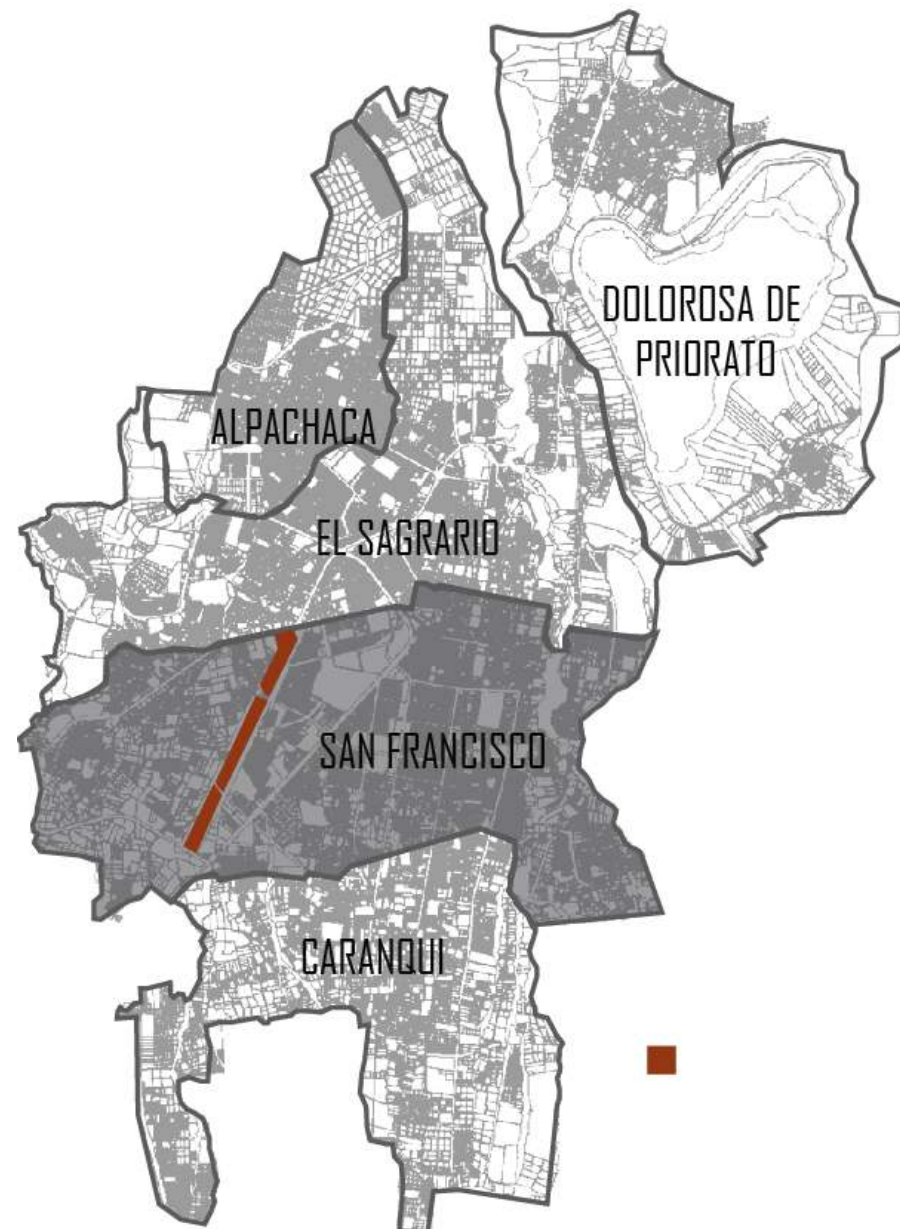 DOLOROSA DE
PRIORATO
ALPACHACA
EL SAGRARIO
SAN FRANCISCO
CARANQUI